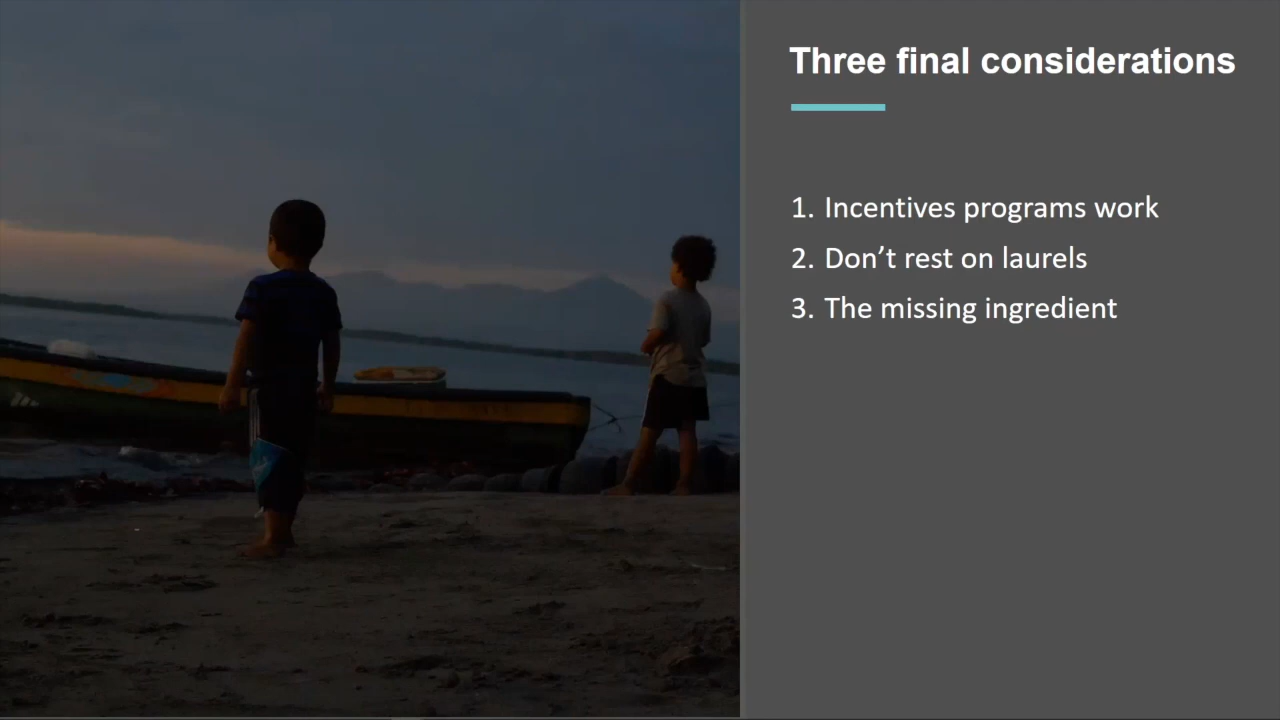 Three final considerations
1. Incentives programs work
2. Don’t rest on laurels
3. The missing ingredient